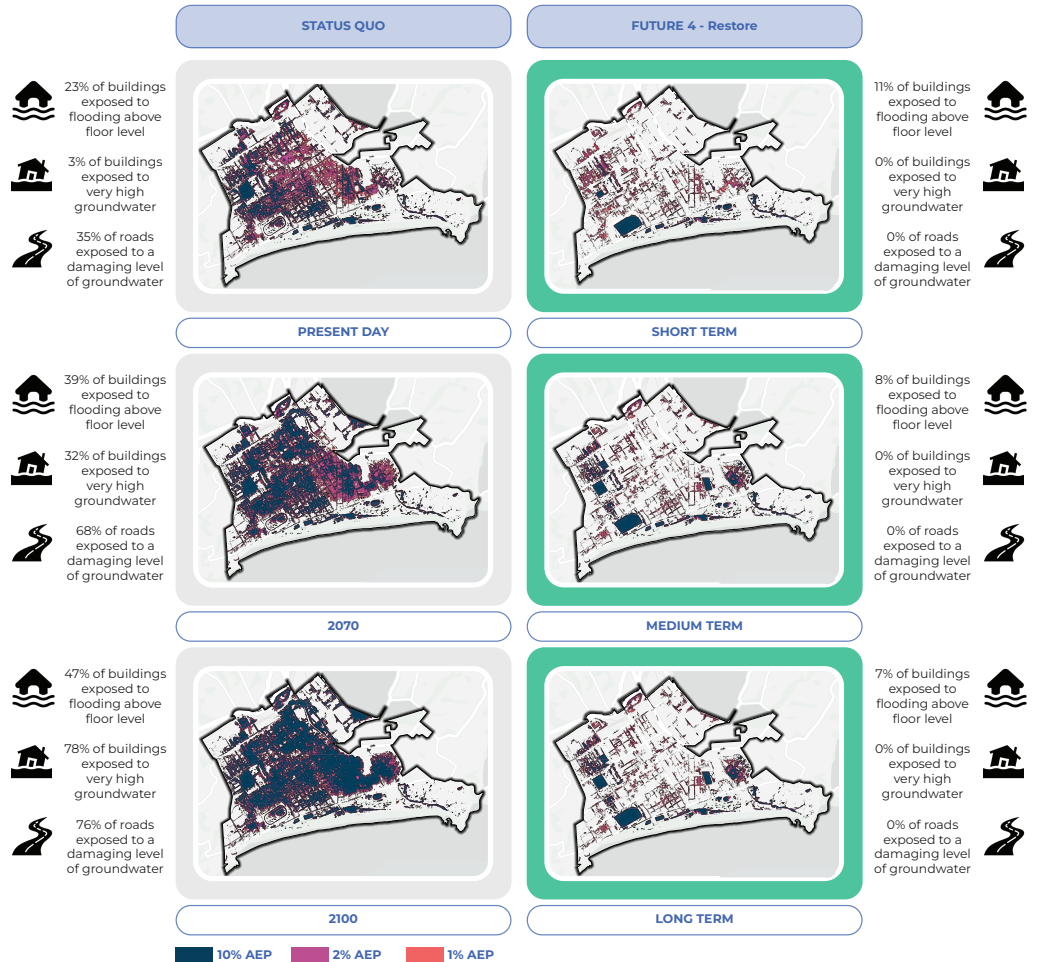 STATUS QUO
FUTURE 4 - Restore
23% of buildings
exposed to
flooding above
floor level
3% of buildings
exposed to
very high
groundwater
35% of roads
exposed to a
damaging level
of groundwater
11% of buildings
exposed to
flooding above
floor level
0% of buildings
exposed to
very high
groundwater
0% of roads
exposed to a
damaging level
of groundwater
PRESENT DAY
SHORT TERM
39% of buildings
exposed to
flooding above
floor level
32% of buildings
exposed to
very high
groundwater
68% of roads
exposed to a
damaging level
of groundwater
8% of buildings
exposed to
flooding above
floor level
0% of buildings
exposed to
very high
groundwater
0% of roads
exposed to a
damaging level
of groundwater
2070
MEDIUM TERM
47% of buildings
exposed to
flooding above
floor level
78% of buildings
exposed to
very high
groundwater
76% of roads
exposed to a
damaging level
of groundwater
7% of buildings
exposed to
flooding above
floor level
0% of buildings
exposed to
very high
groundwater
0% of roads
exposed to a
damaging level
of groundwater
2100
LONG TERM
10% AEP
2% AEP
1% AEP